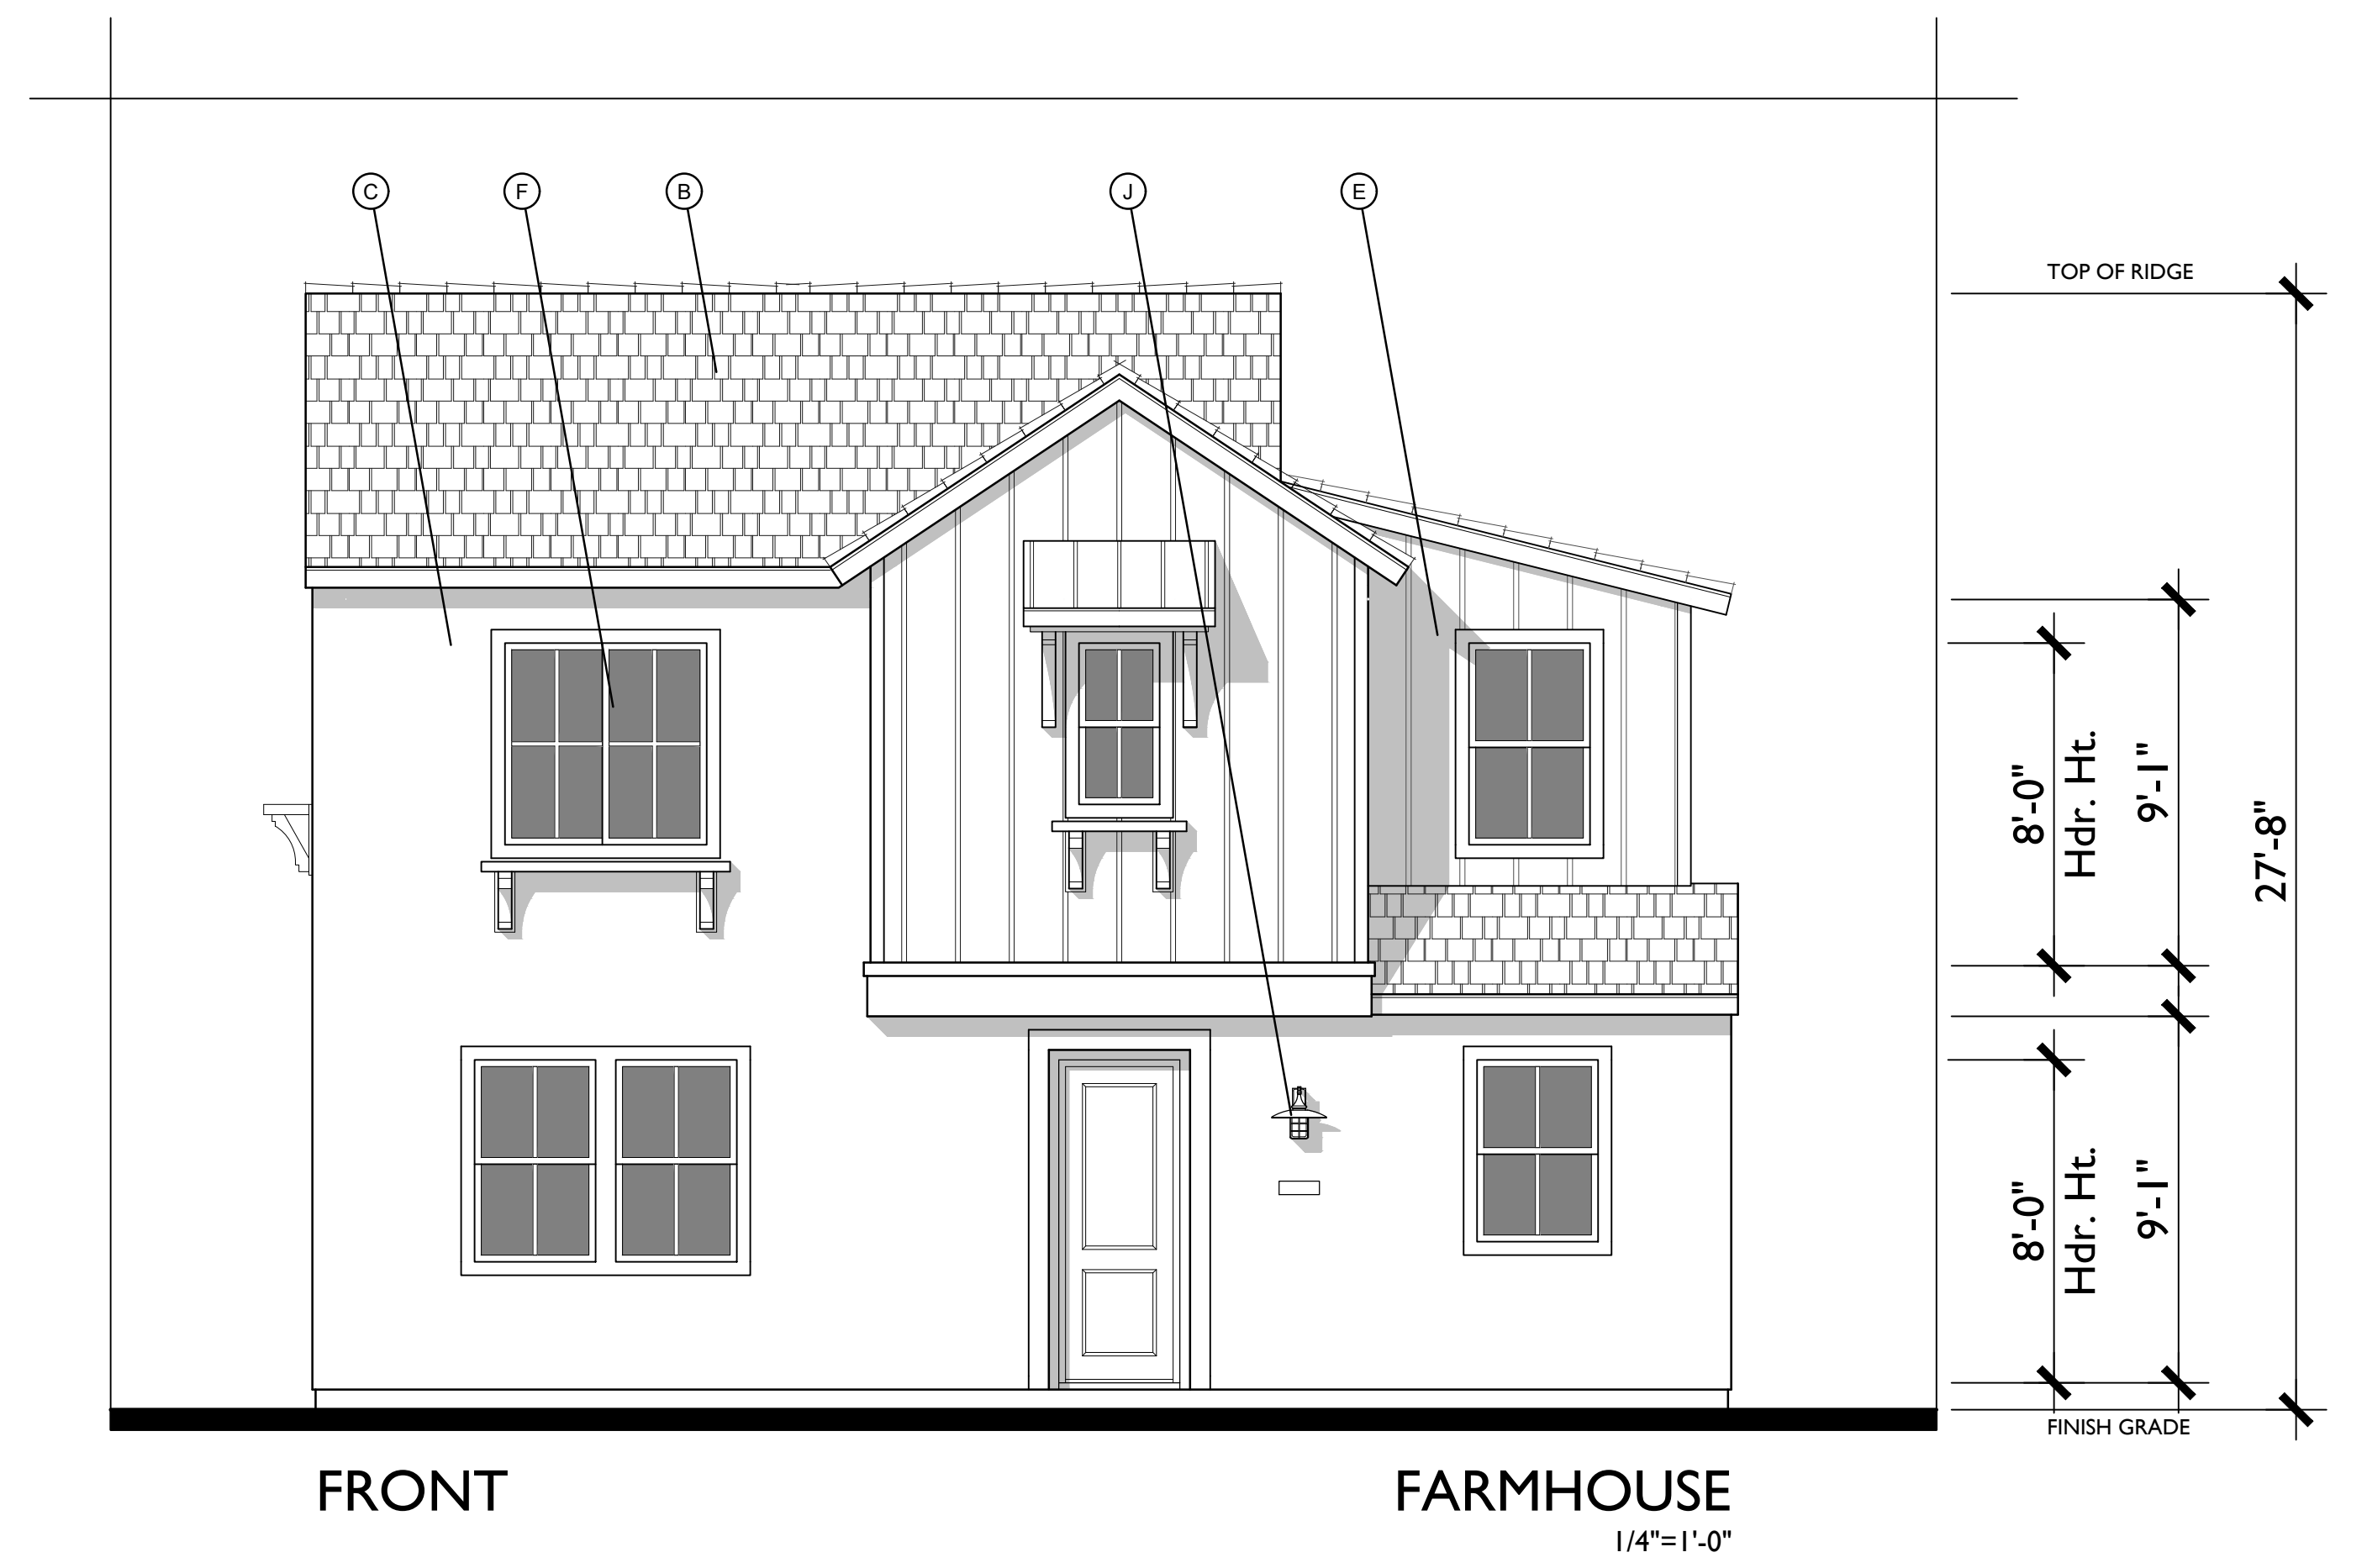 C F B J E
TOP OF RIDGE
8'-0"
Hdr. Ht.
9'-1"
27'-8"
8'-0"
Hdr. Ht.
9'-1"
FINISH GRADE
FRONT
FARMHOUSE
1/4"=1'-0"